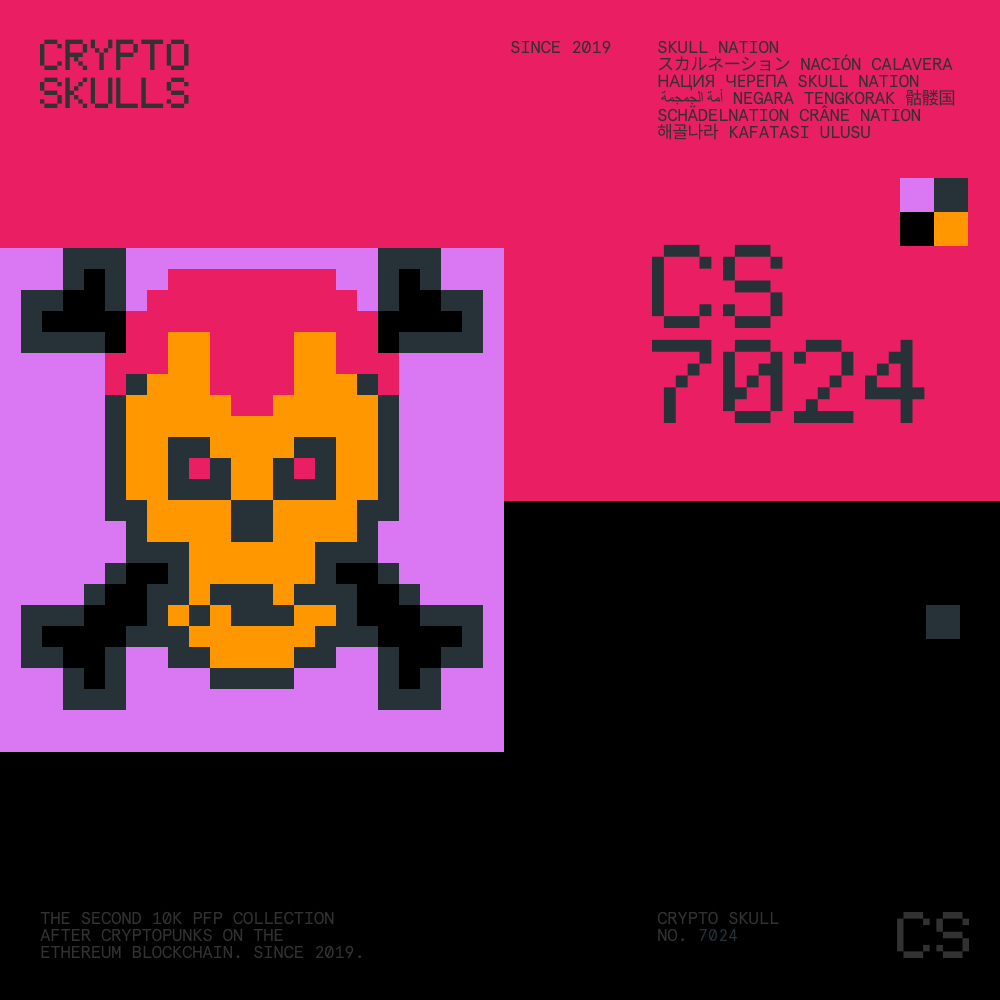 CRYPTO
SKULLS
SINCE 2019
SKULL NATION
スカルネーション NACIÓN CALAVERA
НАЦИЯ ЧЕРЕПА SKULL NATION
أمة الجمجمة NEGARA TENGKORAK 骷髅国
SCHÄDELNATION CRÂNE NATION
해골나라 KAFATASI ULUSU
CS
7024
THE SECOND 10K PFP COLLECTION
AFTER CRYPTOPUNKS ON THE
ETHEREUM BLOCKCHAIN. SINCE 2019.
CRYPTO SKULL
NO. 7024
CS